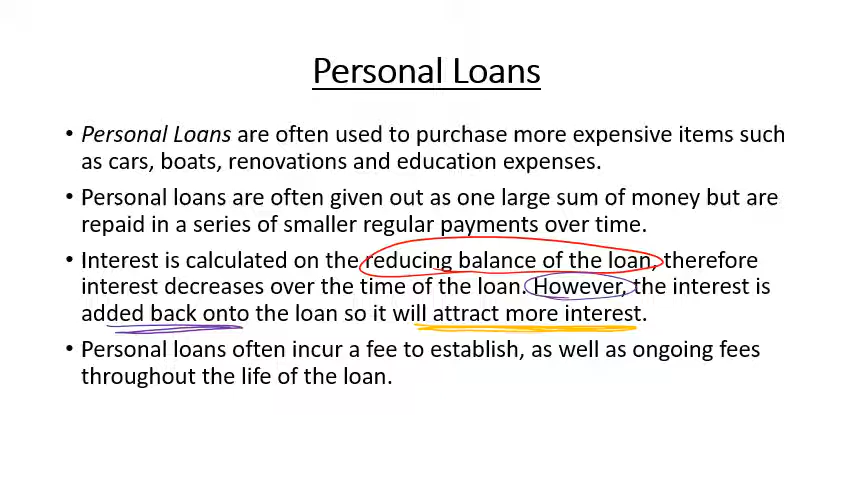 Personal Loans
• Personal Loans are often used to purchase more expensive items such
as cars, boats, renovations and education expenses.
• Personal loans are often given out as one large sum of money but are
repaid in a series of smaller regular payments over time.
• Interest is calculated on the reducing balance of the loan, therefore
interest decreases over the time of the loan. However, the interest is
added back onto the loan so it will attract more interest.
• Personal loans often incur a fee to establish, as well as ongoing fees
throughout the life of the loan.